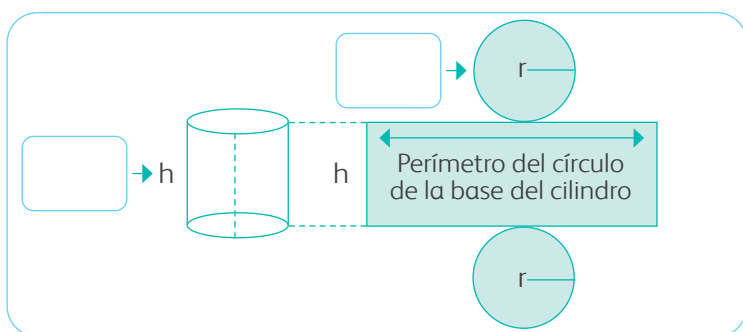 r
h
h
Perímetro del círculo
de la base del cilindro
r